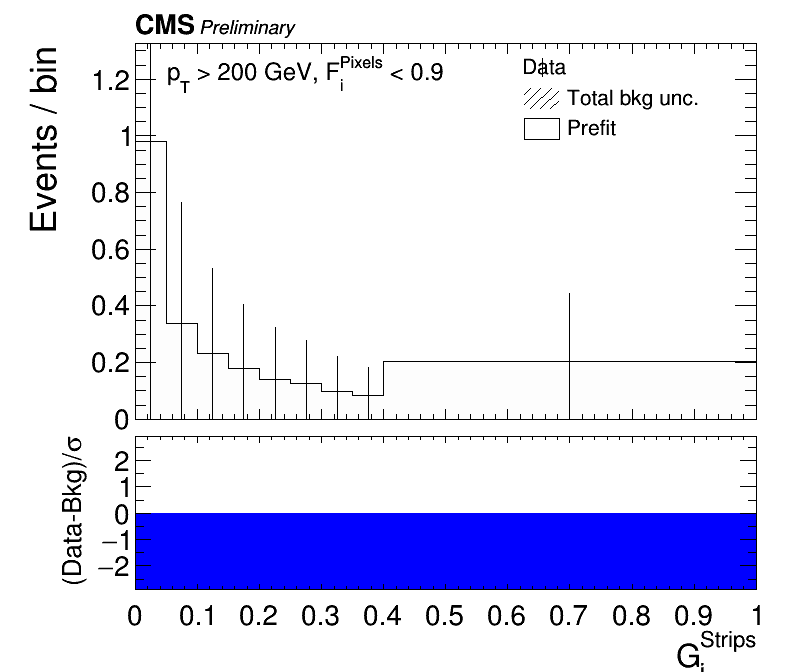 CMS Preliminary
p_T > 200 GeV, F_i^Pixels < 0.9
Data
Total bkg unc.
Prefit
Events / bin
1.2
1
0.8
0.6
0.4
0.2
0
(Data-Bkg)/σ
2
1
0
−1
−2
0 0.1 0.2 0.3 0.4 0.5 0.6 0.7 0.8 0.9 1
G_i^Strips